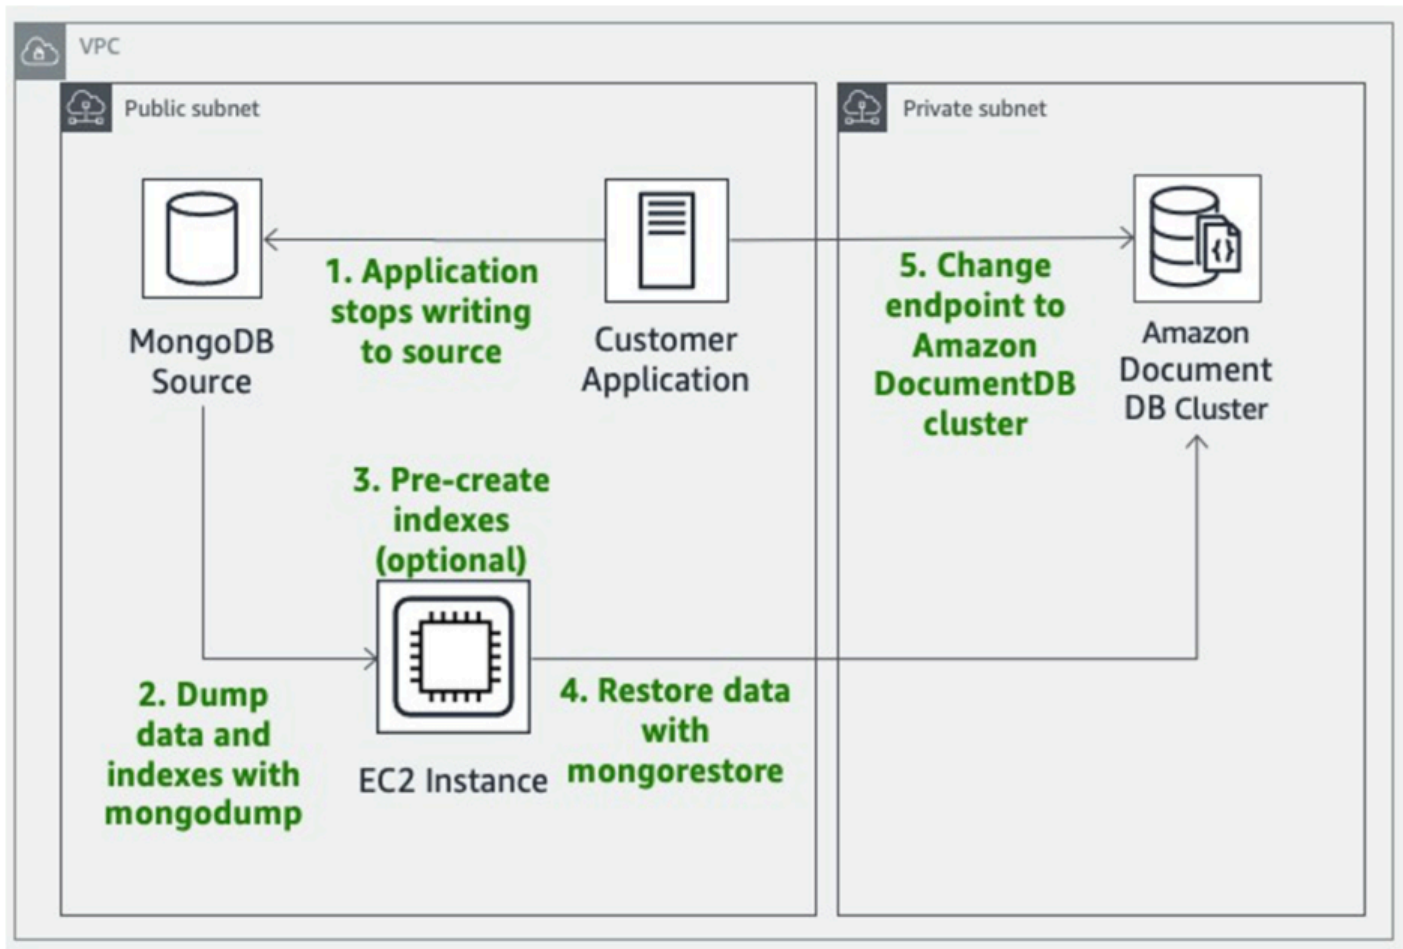 VPC
Public subnet
Private subnet
MongoDB
Source
1. Application
stops writing
to source
Customer
Application
5. Change
endpoint to
Amazon
DocumentDB
cluster
Amazon
Document
DB Cluster
3. Pre-create
indexes
(optional)
2. Dump
data and
indexes with
mongodump
EC2 Instance
4. Restore data
with
mongorestore